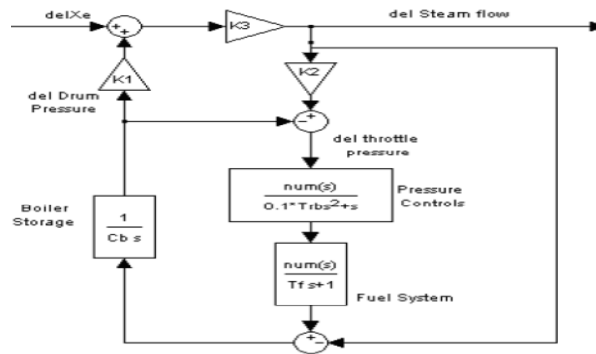 delXe
del Steam flow
K3
K1
K2
del Drum
Pressure
del throttle
pressure
Boiler
Storage
1
Cb s
num(s)
0.1*Trbs²+s
Pressure
Controls
num(s)
Tf s+1
Fuel System